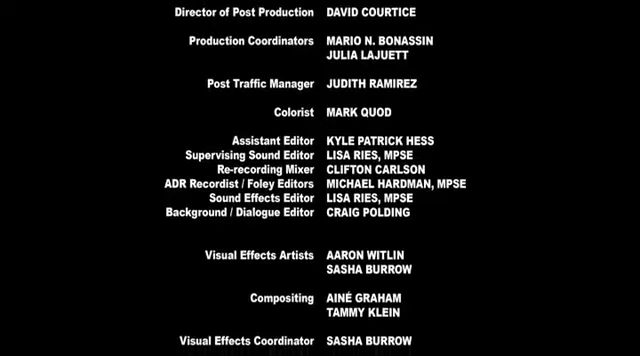 Director of Post Production DAVID COURTICE
Production Coordinators MARIO N. BONASSIN
JULIA LAJUETT
Post Traffic Manager JUDITH RAMIREZ
Colorist MARK QUOD
Assistant Editor KYLE PATRICK HESS
Supervising Sound Editor LISA RIES, MPSE
Re-recording Mixer CLIFTON CARLSON
ADR Recordist / Foley Editors MICHAEL HARDMAN, MPSE
Sound Effects Editor LISA RIES, MPSE
Background / Dialogue Editor CRAIG POLDING
Visual Effects Artists AARON WITLIN
SASHA BURROW
Compositing AINÉ GRAHAM
TAMMY KLEIN
Visual Effects Coordinator SASHA BURROW